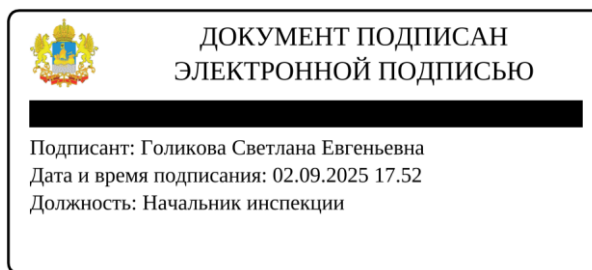 ДОКУМЕНТ ПОДПИСАН
ЭЛЕКТРОННОЙ ПОДПИСЬЮ
Подписант: Голикова Светлана Евгеньевна
Дата и время подписания: 02.09.2025 17.52
Должность: Начальник инспекции